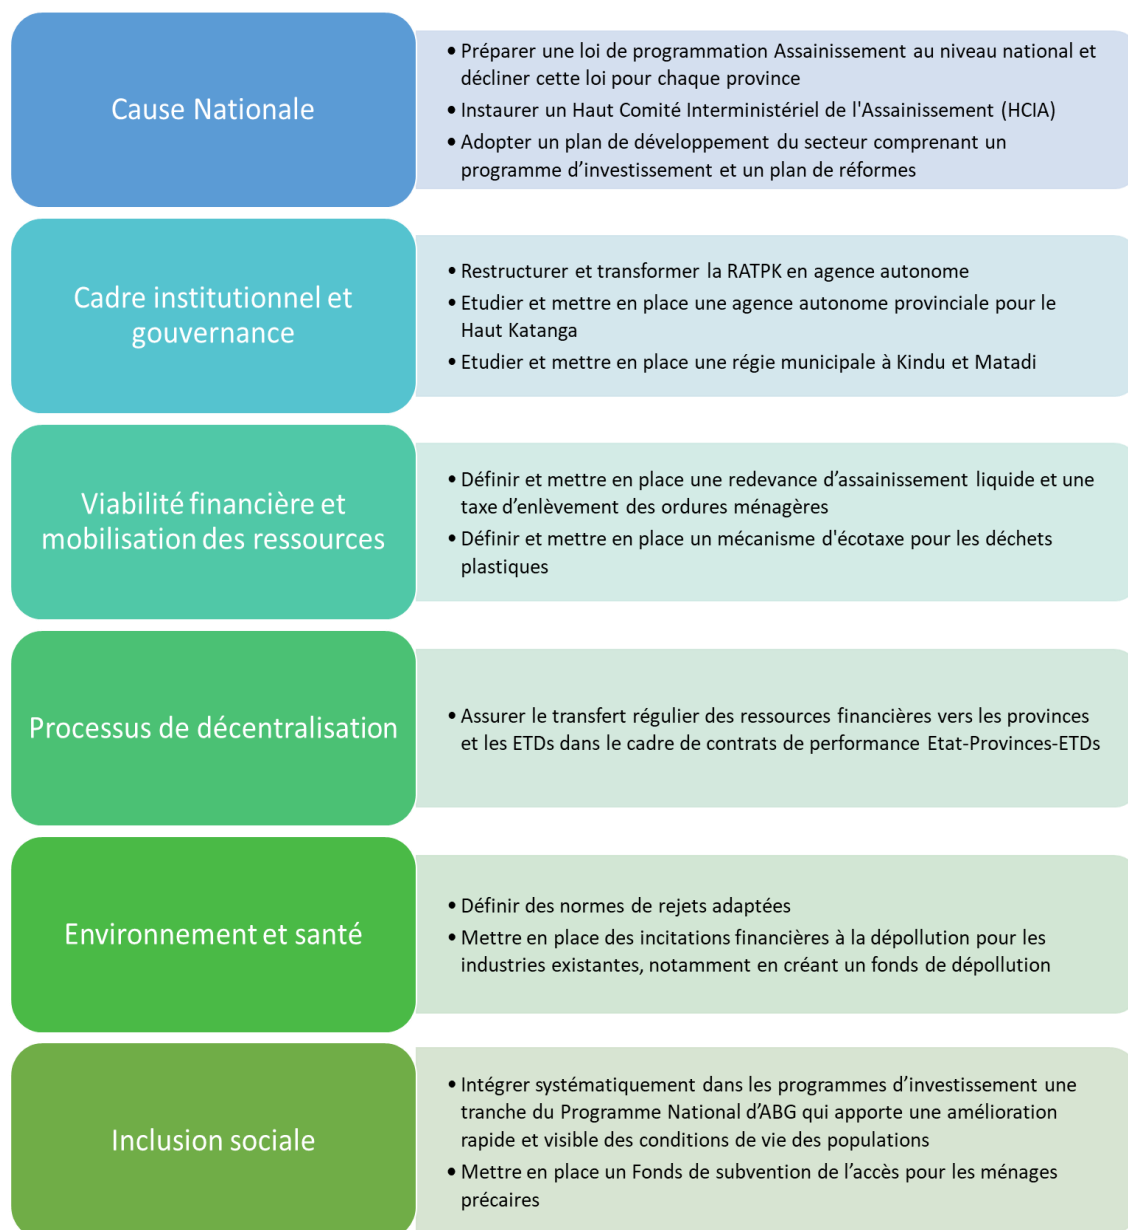 Cause Nationale
• Préparer une loi de programmation Assainissement au niveau national et
décliner cette loi pour chaque province
• Instaurer un Haut Comité Interministériel de l'Assainissement (HCIA)
• Adopter un plan de développement du secteur comprenant un
programme d’investissement et un plan de réformes
Cadre institutionnel et
gouvernance
• Restructurer et transformer la RATPK en agence autonome
• Etudier et mettre en place une agence autonome provinciale pour le
Haut Katanga
• Etudier et mettre en place une régie municipale à Kindu et Matadi
Viabilité financière et
mobilisation des ressources
• Définir et mettre en place une redevance d’assainissement liquide et une
taxe d’enlèvement des ordures ménagères
• Définir et mettre en place un mécanisme d'écotaxe pour les déchets
plastiques
Processus de décentralisation
• Assurer le transfert régulier des ressources financières vers les provinces
et les ETDs dans le cadre de contrats de performance Etat-Provinces-ETDs
Environnement et santé
• Définir des normes de rejets adaptées
• Mettre en place des incitations financières à la dépollution pour les
industries existantes, notamment en créant un fonds de dépollution
Inclusion sociale
• Intégrer systématiquement dans les programmes d’investissement une
tranche du Programme National d’ABG qui apporte une amélioration
rapide et visible des conditions de vie des populations
• Mettre en place un Fonds de subvention de l’accès pour les ménages
précaires